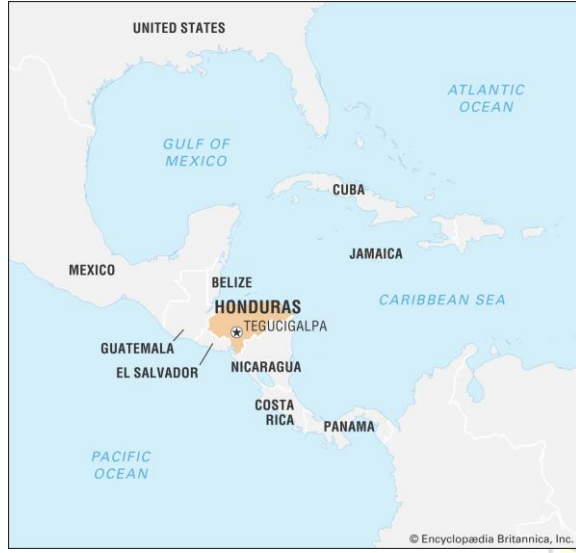 UNITED STATES
ATLANTIC
OCEAN
GULF OF
MEXICO
CUBA
JAMAICA
MEXICO
BELIZE
HONDURAS
CARIBBEAN SEA
TEGUCIGALPA
GUATEMALA
EL SALVADOR
NICARAGUA
COSTA
RICA
PANAMA
PACIFIC
OCEAN
© Encyclopædia Britannica, Inc.